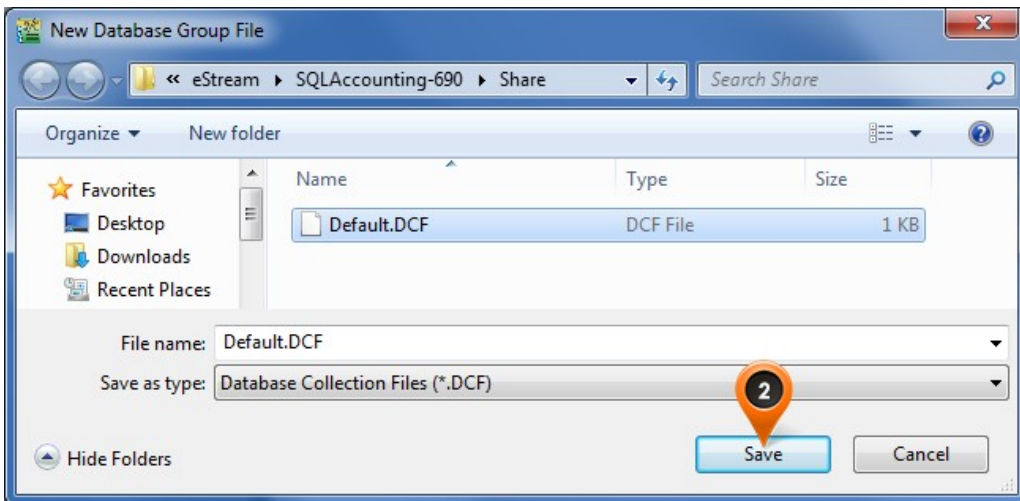 New Database Group File
« eStream ▸ SQLAccounting-690 ▸ Share
Search Share
Organize
New folder
Name Type Size
Favorites
Desktop
Downloads
Recent Places
Default.DCF DCF File 1 KB
File name: Default.DCF
Save as type: Database Collection Files (*.DCF)
2
Hide Folders
Save
Cancel